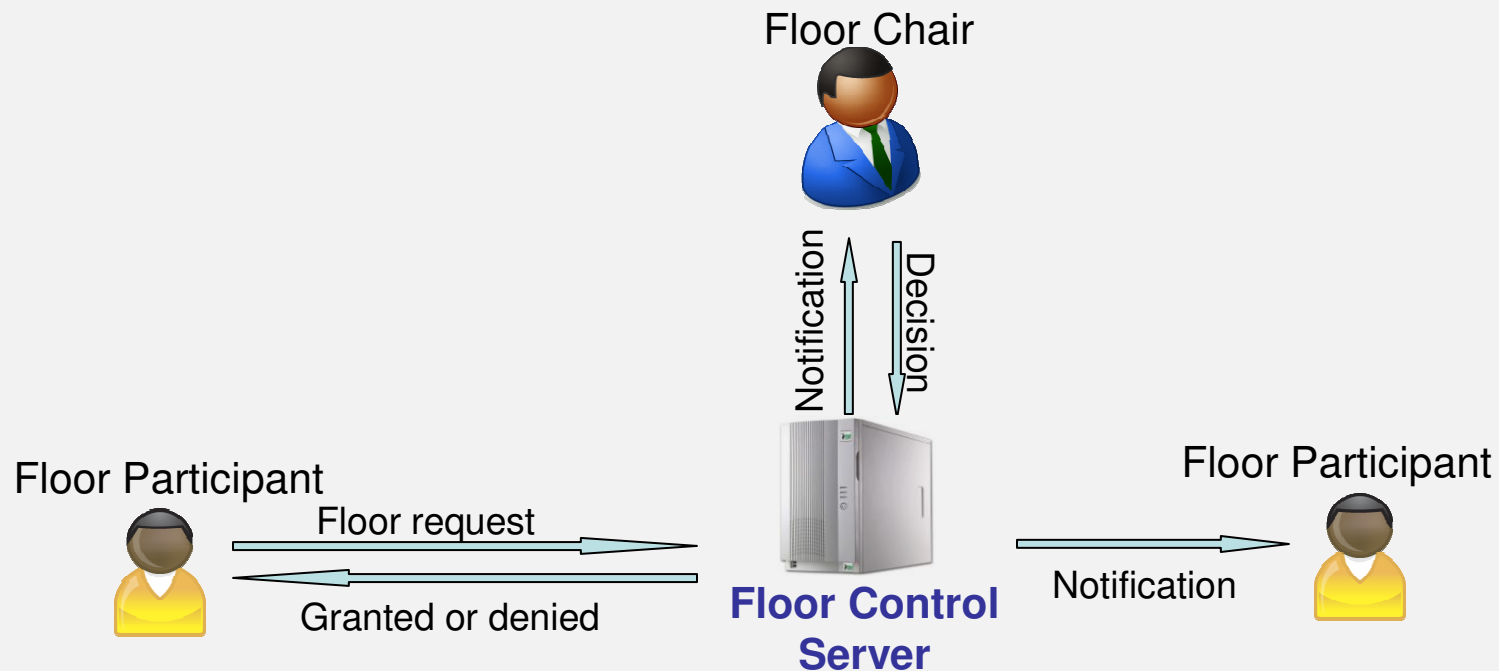 Floor Chair
Notification
Decision
Floor Participant
Floor request
Granted or denied
Floor Control
Server
Floor Participant
Notification